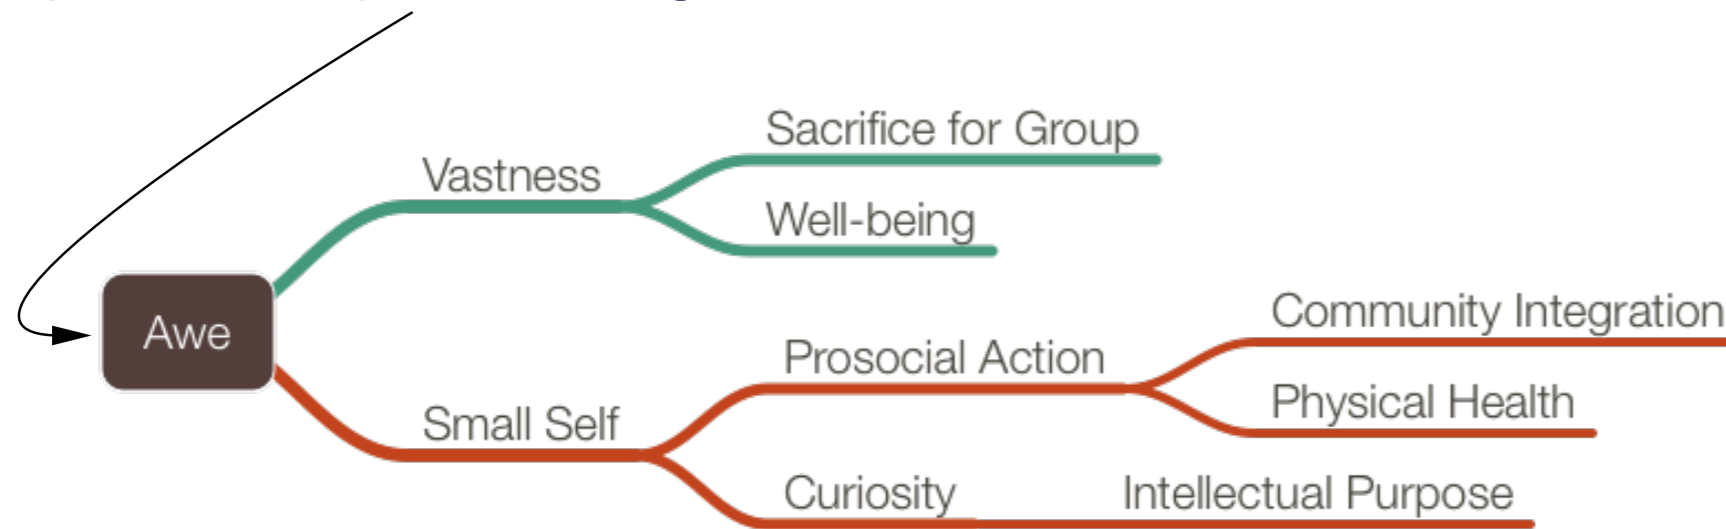 Sacrifice for Group
Vastness
Well-being
Awe
Community Integration
Prosocial Action
Physical Health
Small Self
Curiosity
Intellectual Purpose